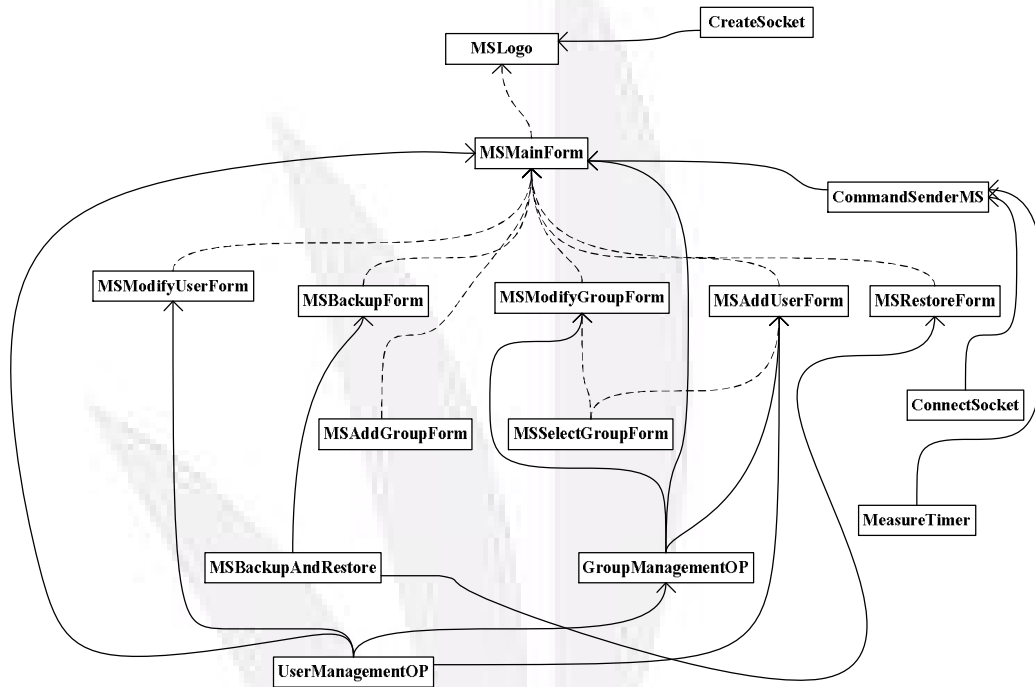 CreateSocket
MSLogo
MSMainForm
CommandSenderMS
MSModifyUserForm
MSBackupForm
MSModifyGroupForm
MSAddUserForm
MSRestoreForm
ConnectSocket
MSAddGroupForm
MSSelectGroupForm
MeasureTimer
MSBackupAndRestore
GroupManagementOP
UserManagementOP